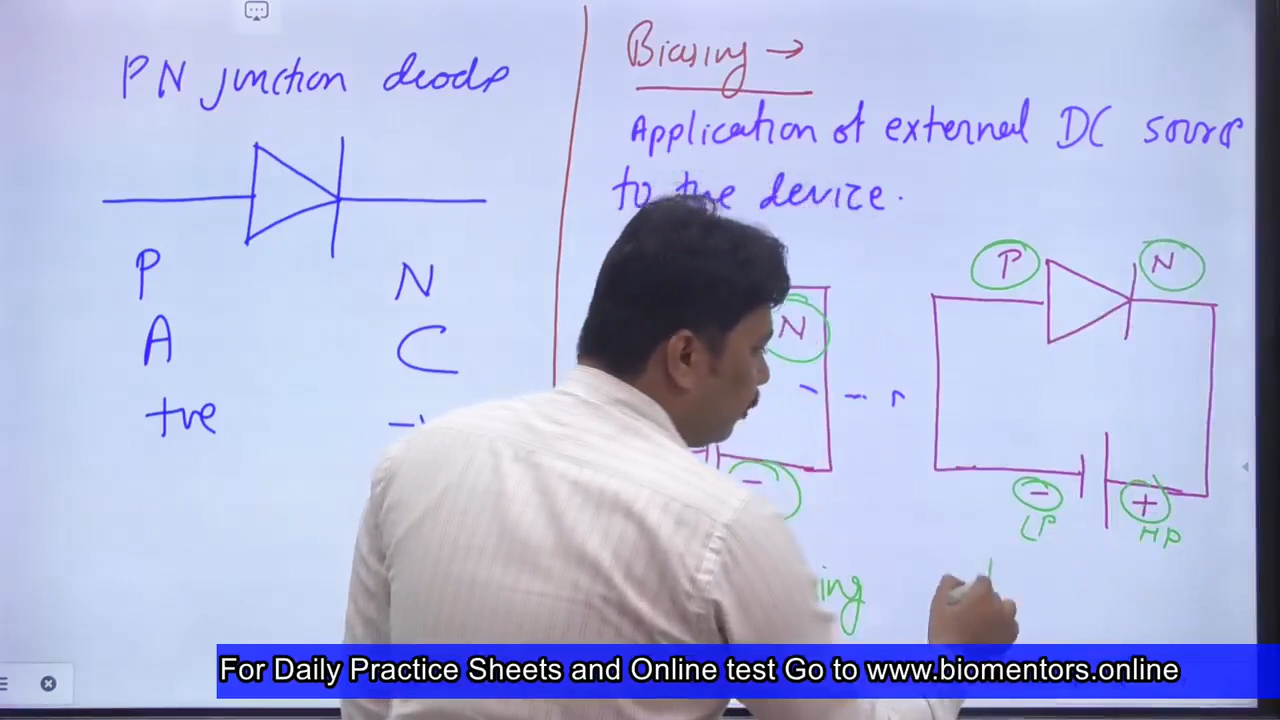 PN junction diode
P N
A C
+ve
Biasing →
Application of external DC source
to the device.
N
-
ing
P N
- +
LP HP
For Daily Practice Sheets and Online test Go to www.biomentors.online